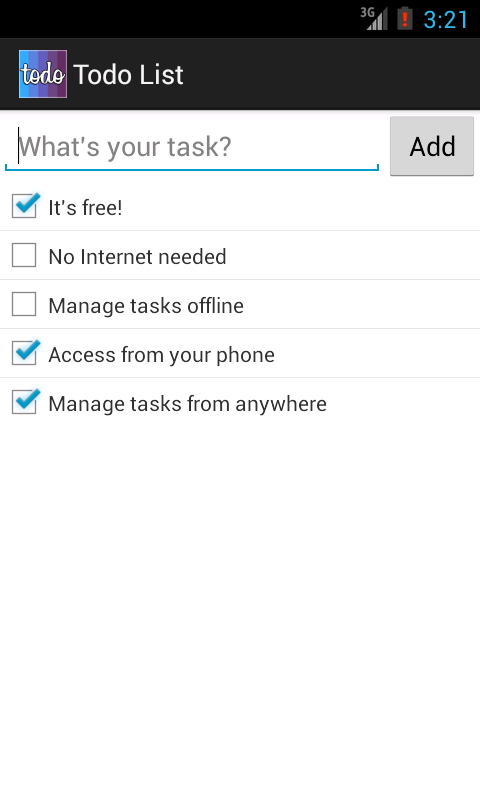 3G 3:21
todo Todo List
What's your task? Add
It's free!
No Internet needed
Manage tasks offline
Access from your phone
Manage tasks from anywhere